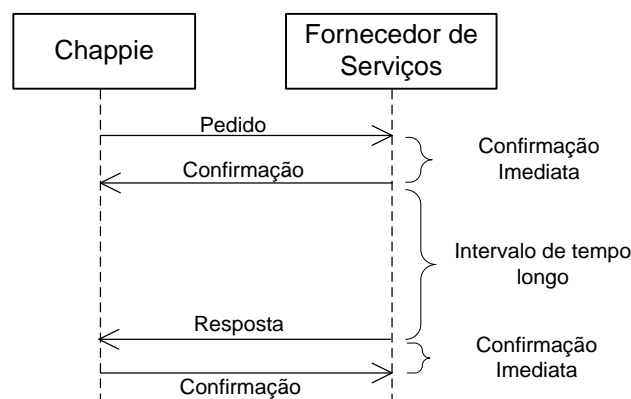 Chappie
Fornecedor de
Serviços
Pedido
Confirmação
Imediata
Confirmação
Intervalo de tempo
longo
Resposta
Confirmação
Imediata
Confirmação